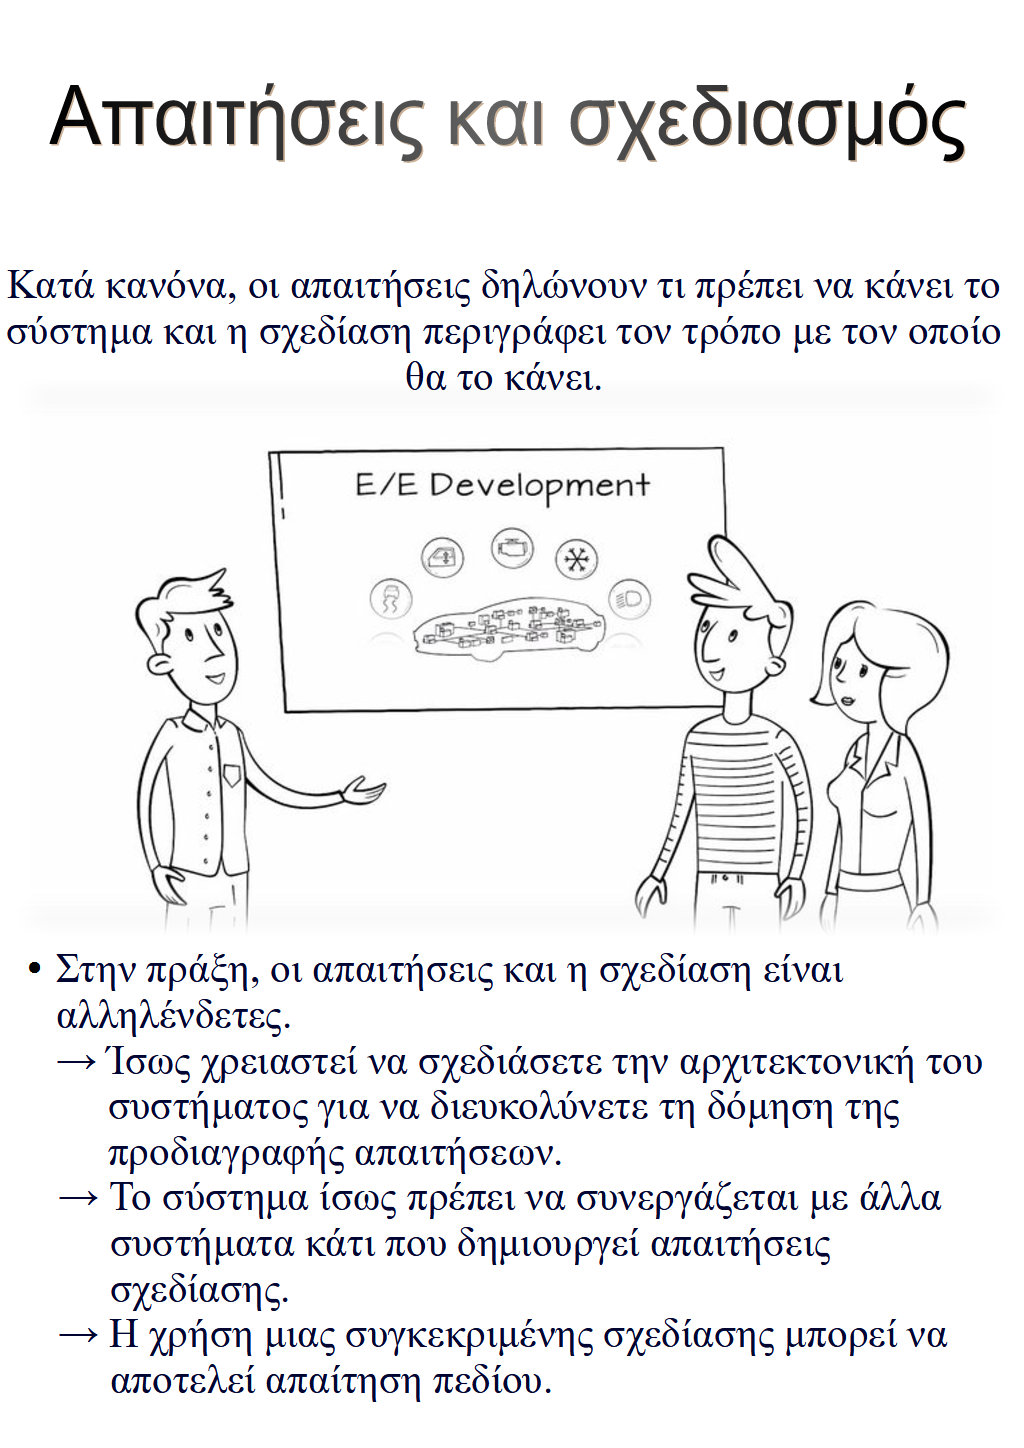 Απαιτήσεις και σχεδιασμός
Κατά κανόνα, οι απαιτήσεις δηλώνουν τι πρέπει να κάνει το
σύστημα και η σχεδίαση περιγράφει τον τρόπο με τον οποίο
θα το κάνει.
E/E Development
• Στην πράξη, οι απαιτήσεις και η σχεδίαση είναι
αλληλένδετες.
→ Ίσως χρειαστεί να σχεδιάσετε την αρχιτεκτονική του
συστήματος για να διευκολύνετε τη δόμηση της
προδιαγραφής απαιτήσεων.
→ Το σύστημα ίσως πρέπει να συνεργάζεται με άλλα
συστήματα κάτι που δημιουργεί απαιτήσεις
σχεδίασης.
→ Η χρήση μιας συγκεκριμένης σχεδίασης μπορεί να
αποτελεί απαίτηση πεδίου.